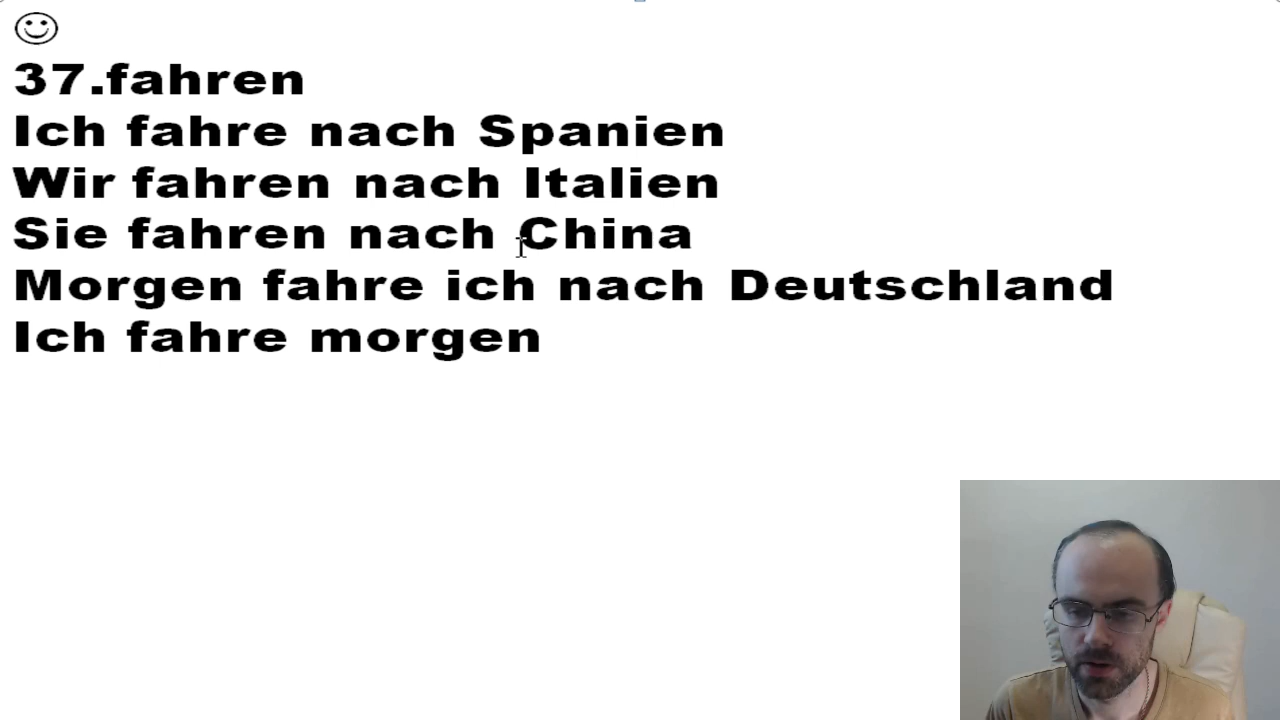 37.fahren
Ich fahre nach Spanien
Wir fahren nach Italien
Sie fahren nach China
Morgen fahre ich nach Deutschland
Ich fahre morgen